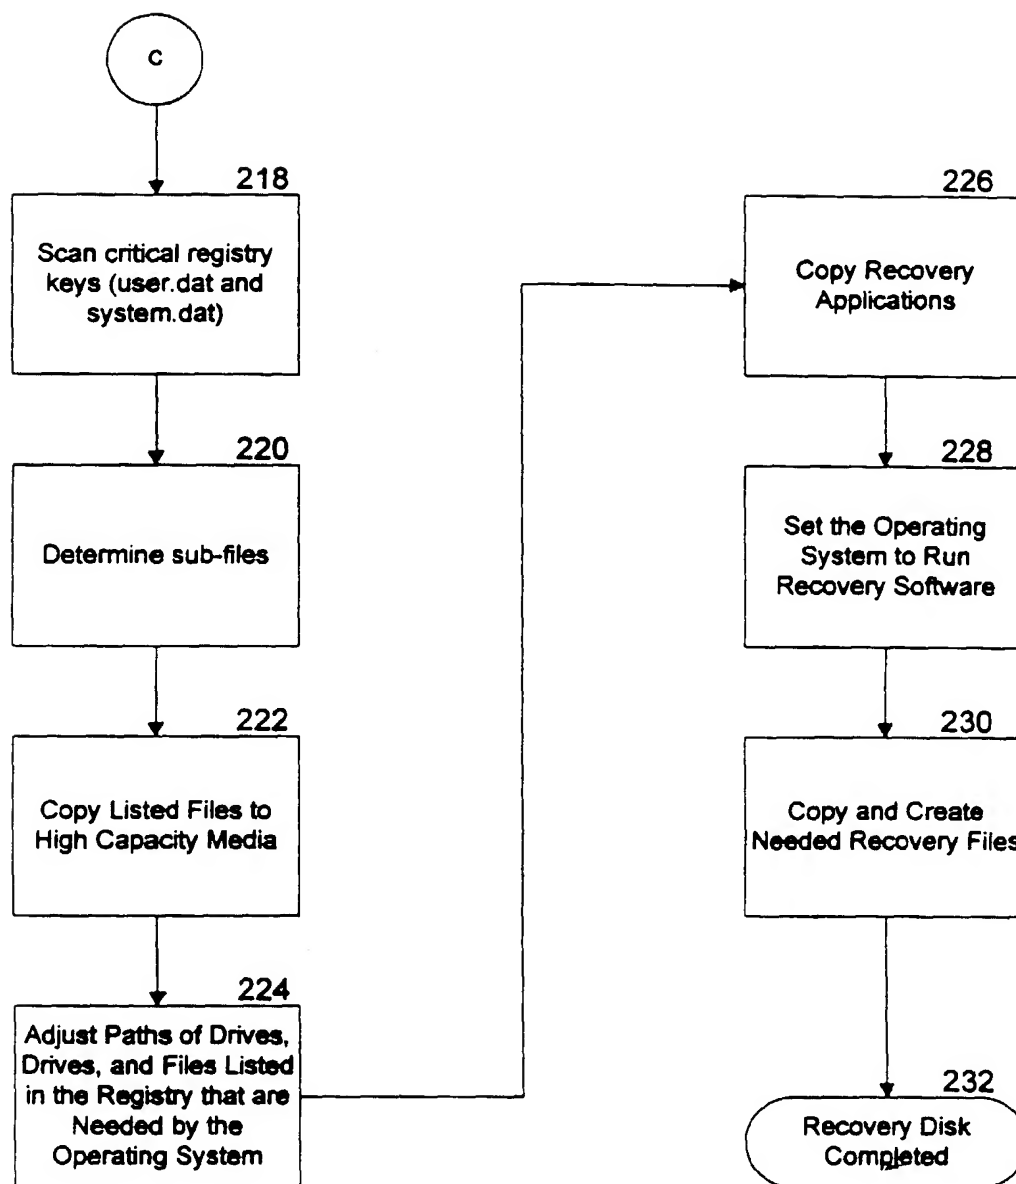 C
218
Scan critical registry
keys (user.dat and
system.dat)
220
Determine sub-files
222
Copy Listed Files to
High Capacity Media
224
Adjust Paths of Drives,
Drives, and Files Listed
in the Registry that are
Needed by the
Operating System
226
Copy Recovery
Applications
228
Set the Operating
System to Run
Recovery Software
230
Copy and Create
Needed Recovery Files
232
Recovery Disk
Completed